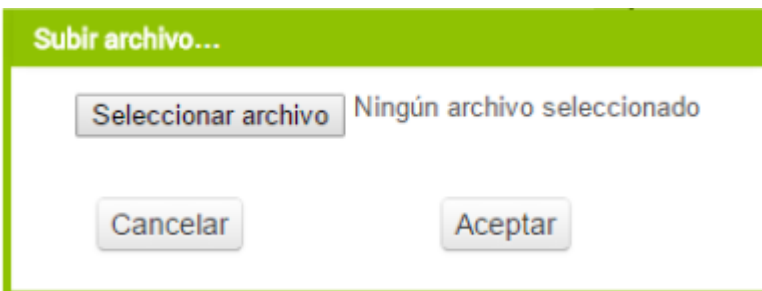 Subir archivo...
Seleccionar archivo Ningún archivo seleccionado
Cancelar Aceptar